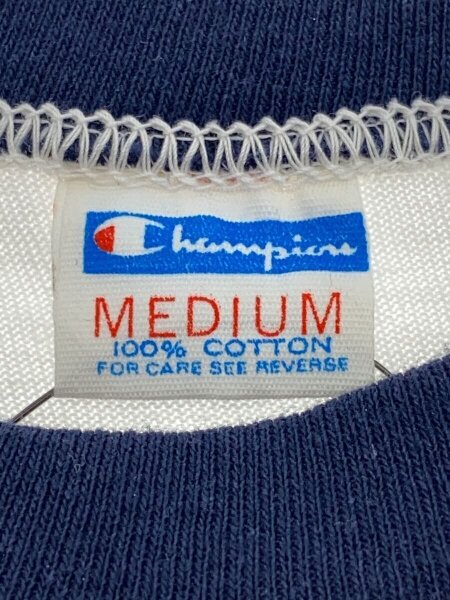 Champion
MEDIUM
100% COTTON
FOR CARE SEE REVERSE